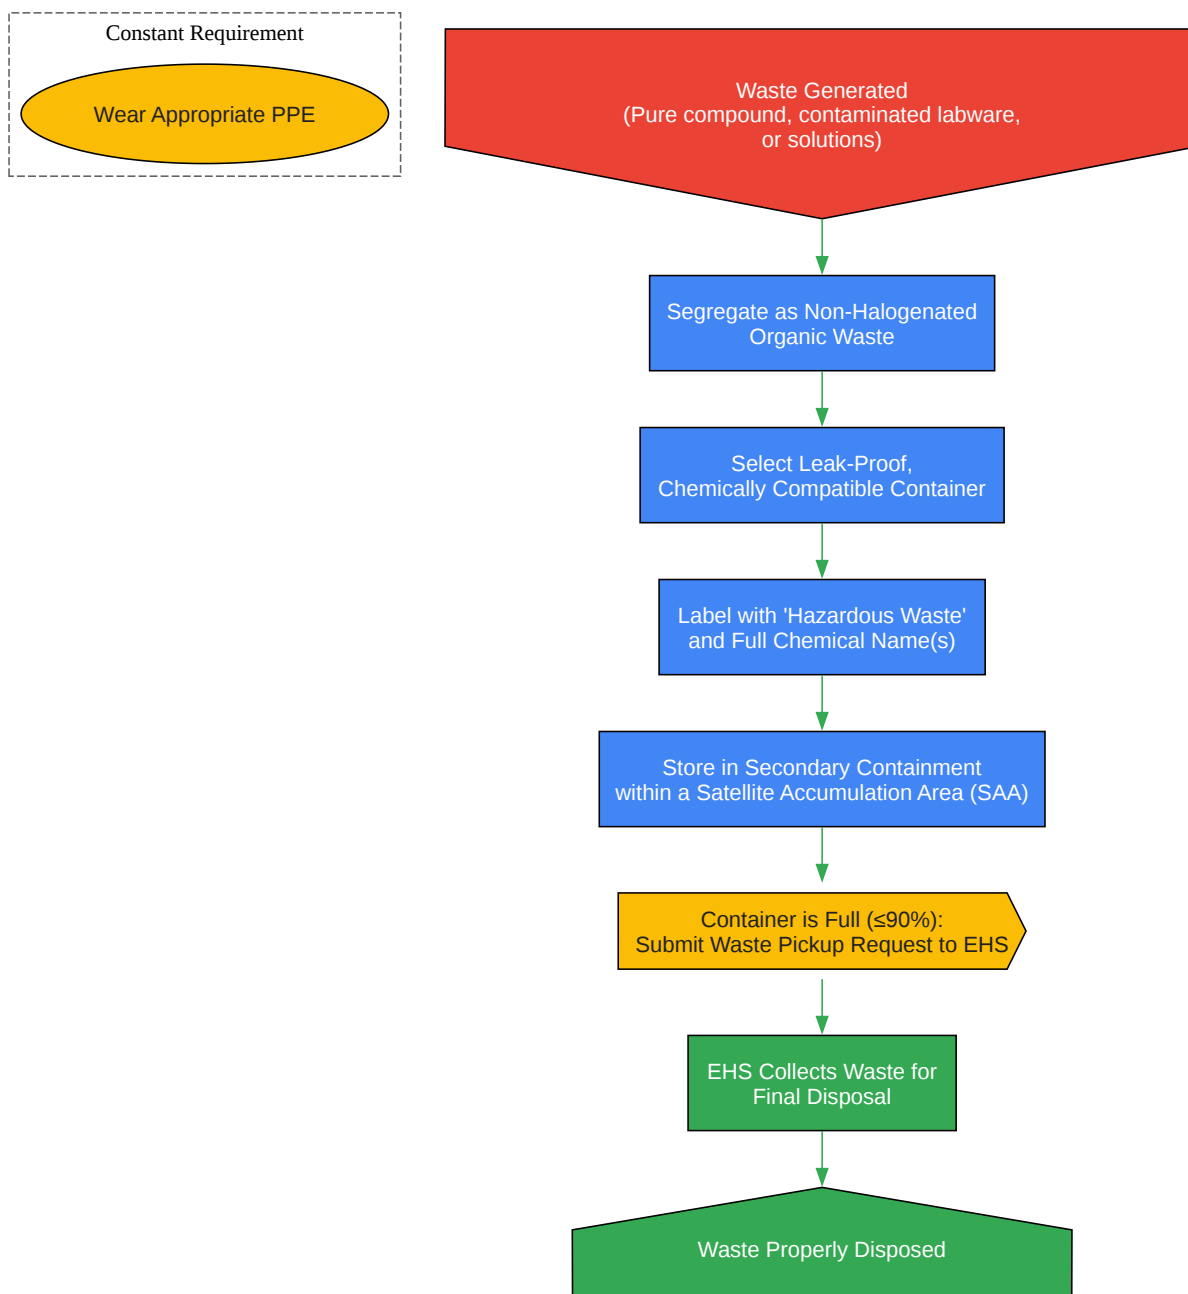 Constant Requirement
Wear Appropriate PPE
Waste Generated
(Pure compound, contaminated labware,
or solutions)
Segregate as Non-Halogenated
Organic Waste
Select Leak-Proof,
Chemically Compatible Container
Label with 'Hazardous Waste'
and Full Chemical Name(s)
Store in Secondary Containment
within a Satellite Accumulation Area (SAA)
Container is Full (≤90%):
Submit Waste Pickup Request to EHS
EHS Collects Waste for
Final Disposal
Waste Properly Disposed